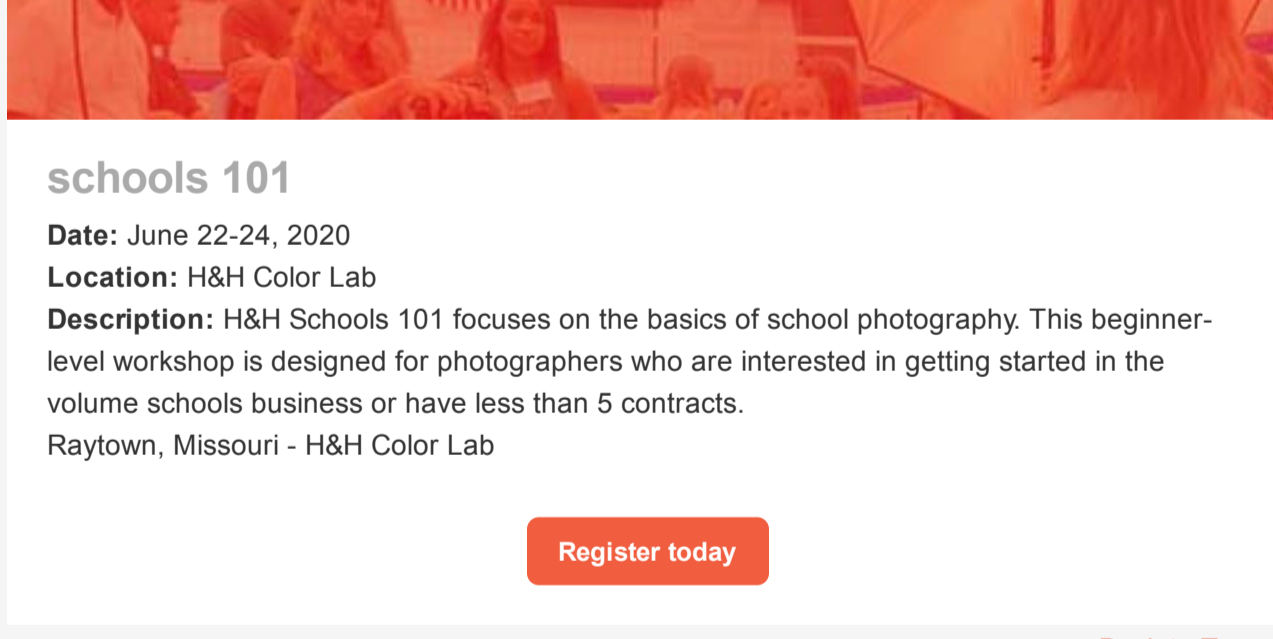 schools 101
Date: June 22-24, 2020
Location: H&H Color Lab
Description: H&H Schools 101 focuses on the basics of school photography. This beginner-
level workshop is designed for photographers who are interested in getting started in the
volume schools business or have less than 5 contracts.
Raytown, Missouri - H&H Color Lab
Register today